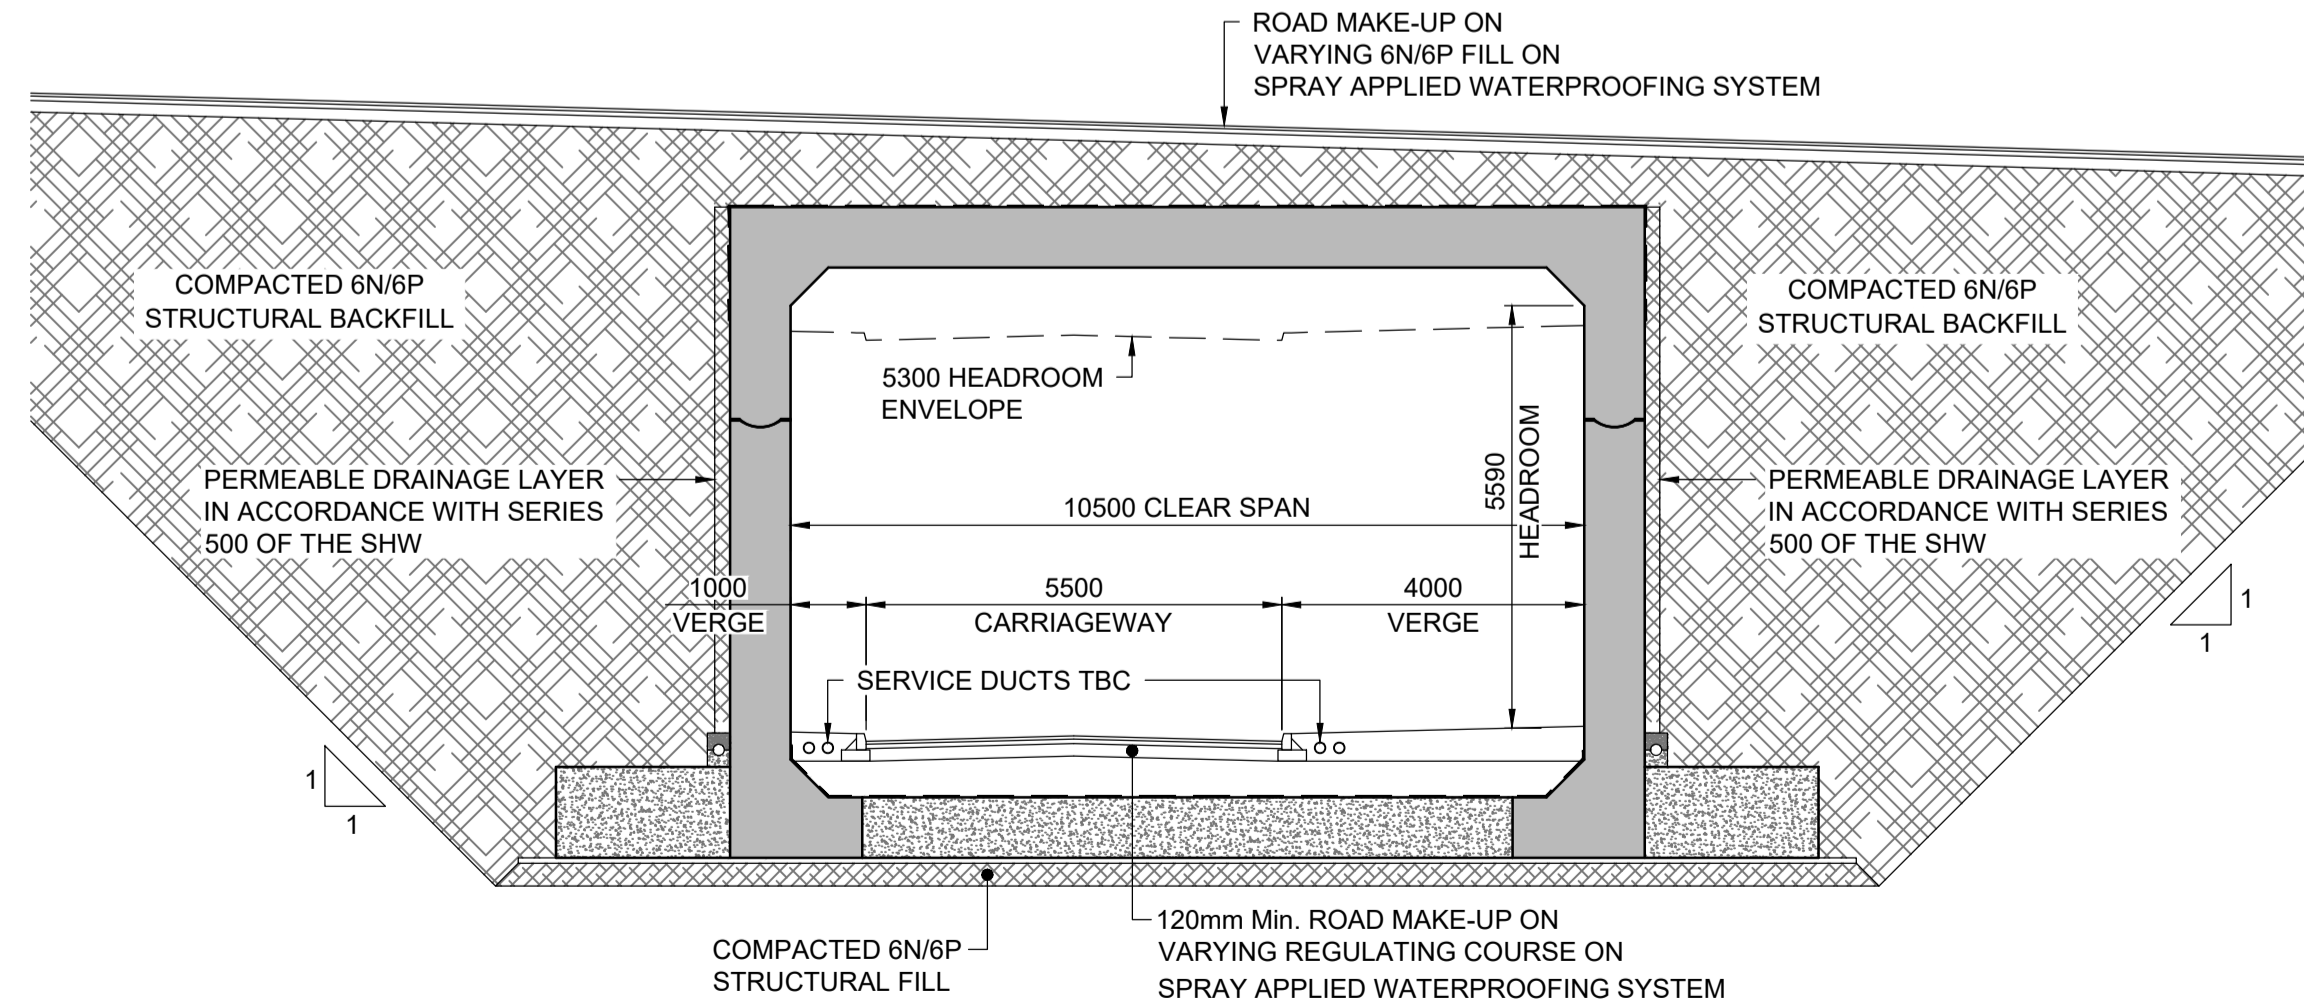 ROAD MAKE-UP ON
VARYING 6N/6P FILL ON
SPRAY APPLIED WATERPROOFING SYSTEM
COMPACTED 6N/6P
STRUCTURAL BACKFILL
COMPACTED 6N/6P
STRUCTURAL BACKFILL
5300 HEADROOM
ENVELOPE
5590
HEADROOM
PERMEABLE DRAINAGE LAYER
IN ACCORDANCE WITH SERIES
500 OF THE SHW
10500 CLEAR SPAN
PERMEABLE DRAINAGE LAYER
IN ACCORDANCE WITH SERIES
500 OF THE SHW
1000
VERGE
5500
CARRIAGEWAY
4000
VERGE
1
1
SERVICE DUCTS TBC
1
1
COMPACTED 6N/6P
STRUCTURAL FILL
120mm Min. ROAD MAKE-UP ON
VARYING REGULATING COURSE ON
SPRAY APPLIED WATERPROOFING SYSTEM